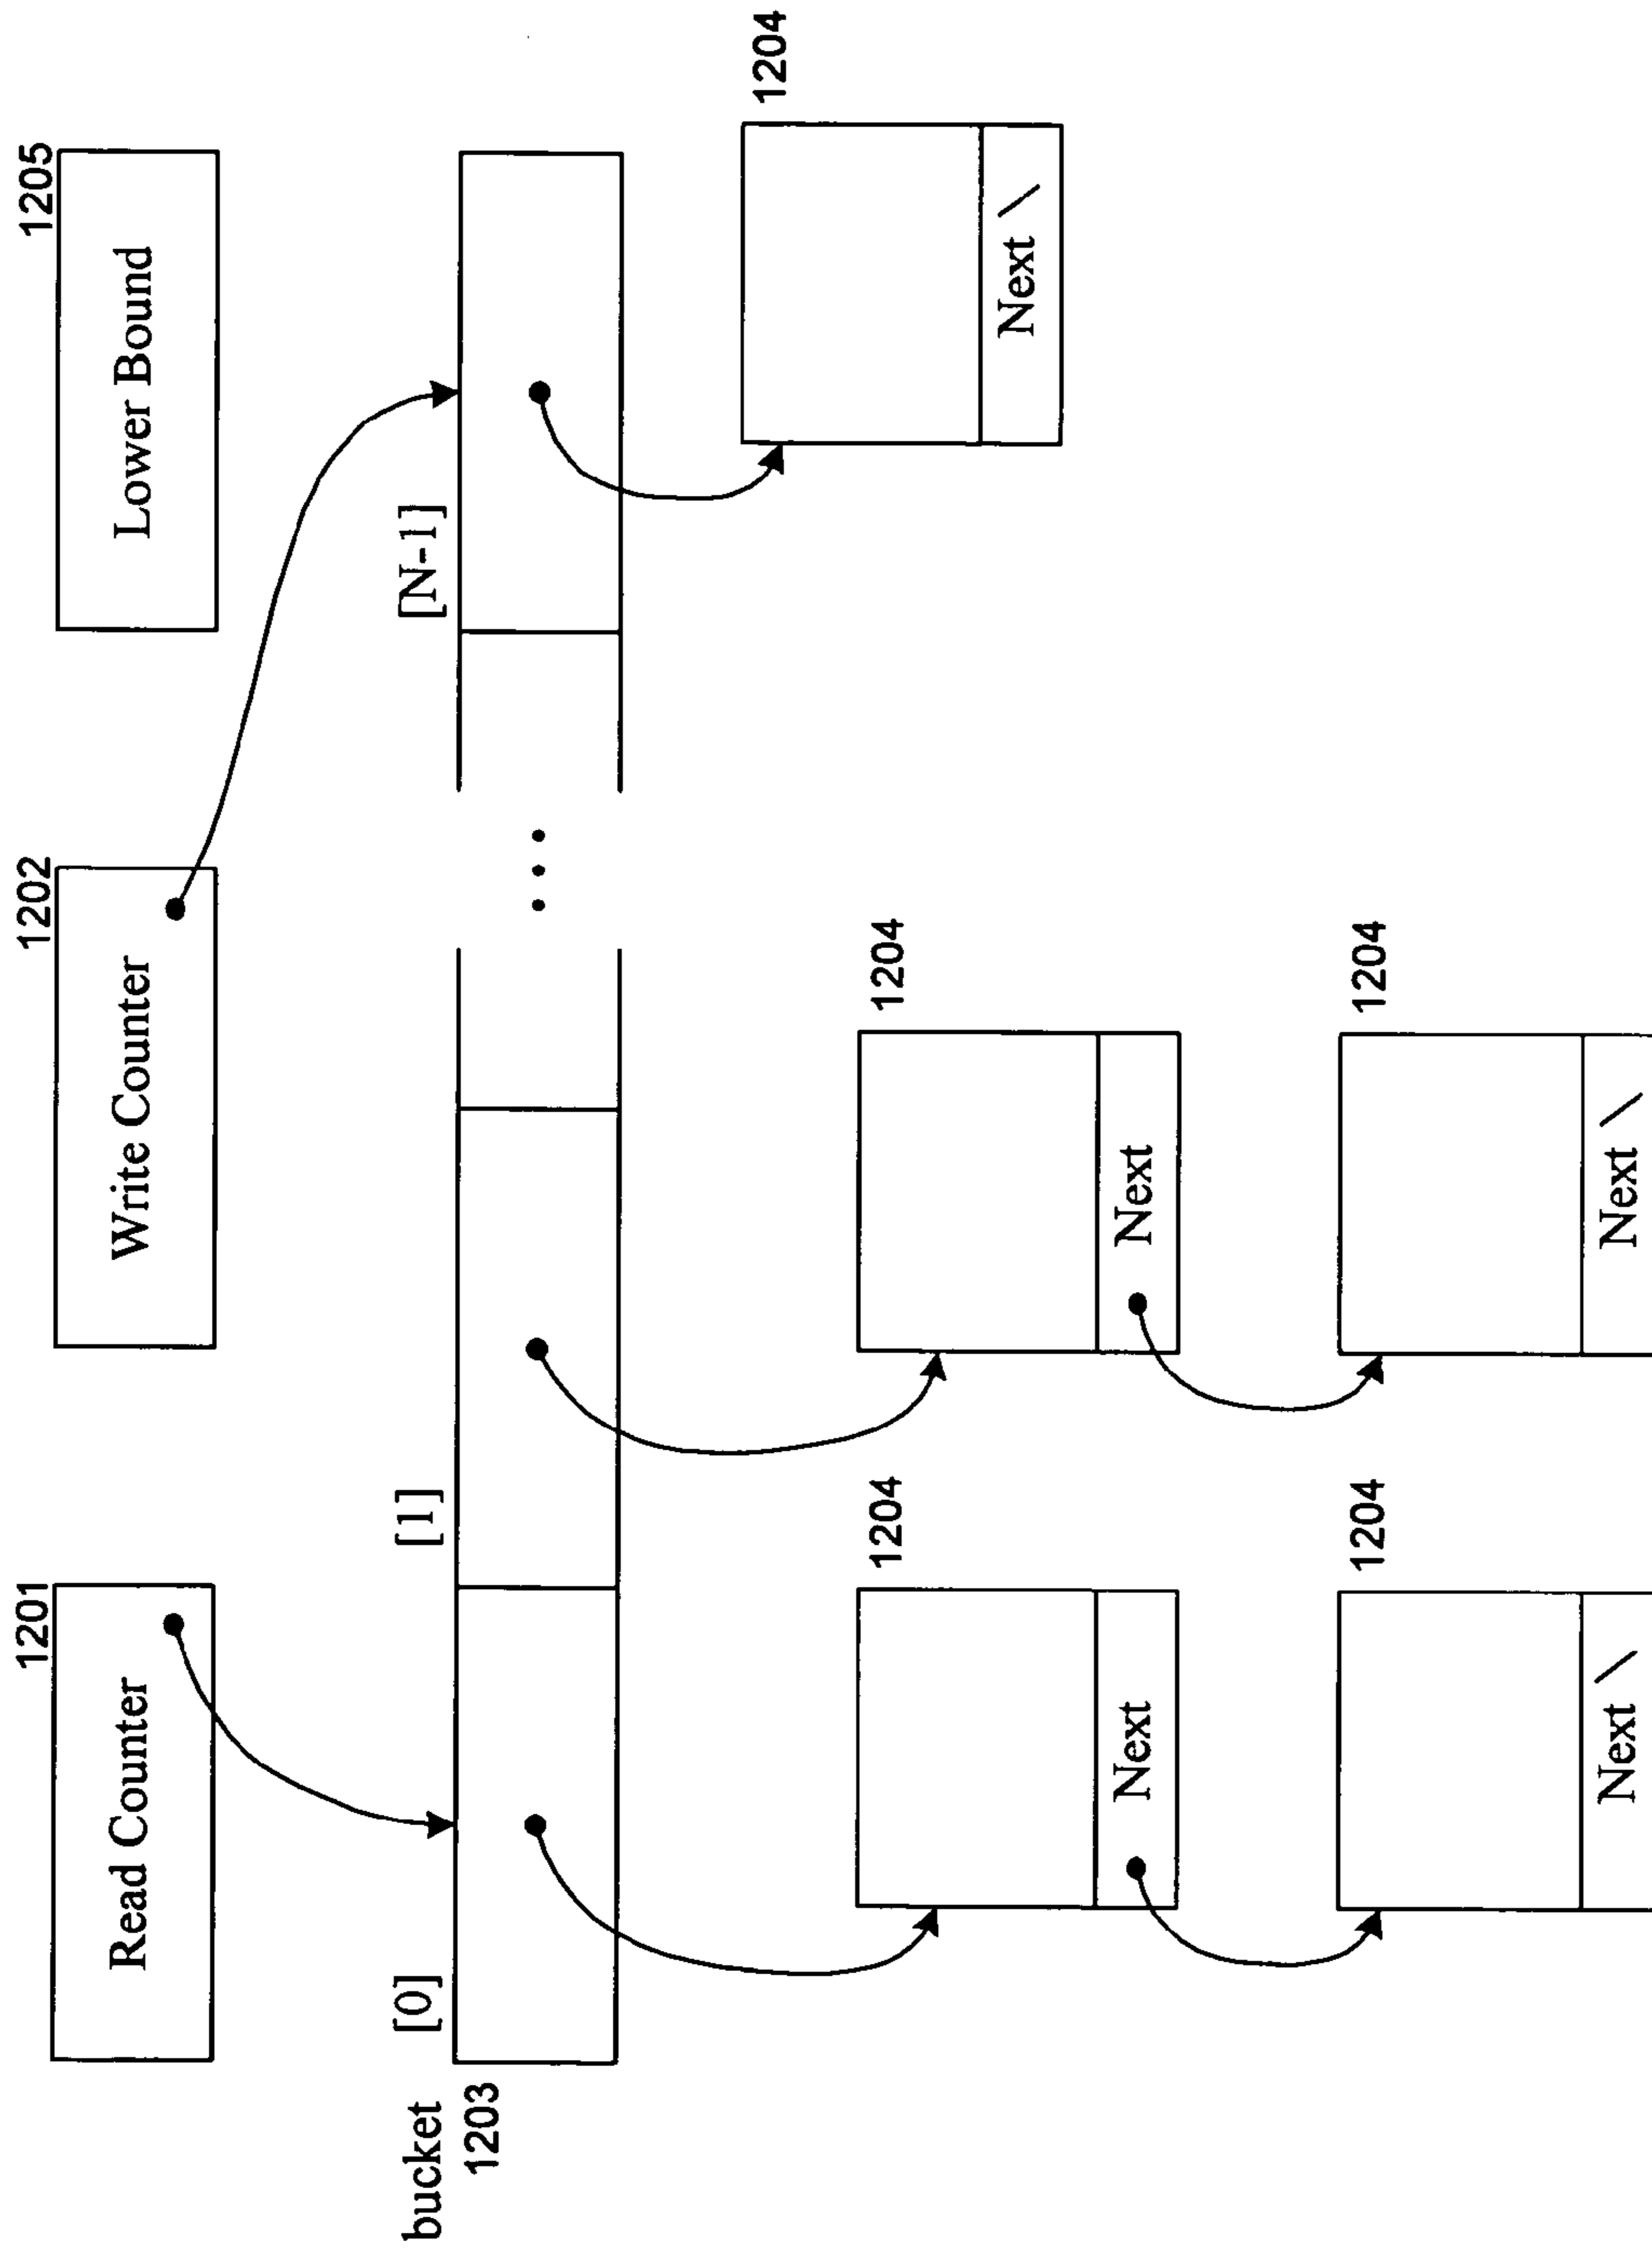 1201
1202
1205
Read Counter
Write Counter
Lower Bound
bucket
[0]
[1]
[N-1]
1203
...
1204
Next \
1204
1204
Next
Next
1204
1204
Next \
Next \